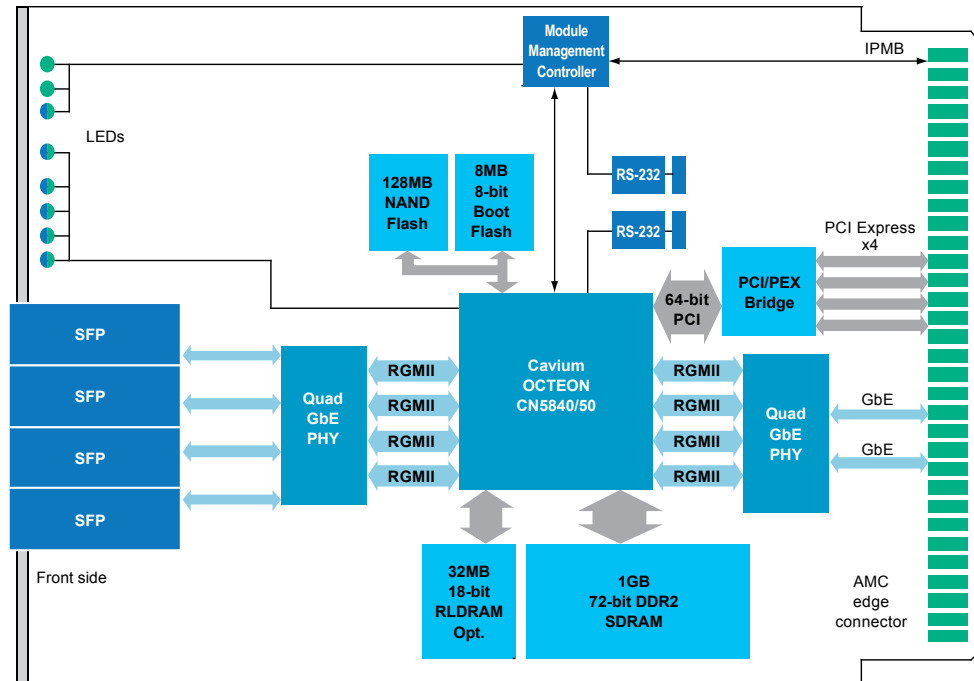 Module
Management
Controller
IPMB
LEDs
128MB
NAND
Flash
8MB
8-bit
Boot
Flash
RS-232
RS-232
PCI Express
x4
64-bit
PCI
PCI/PEX
Bridge
SFP
SFP
SFP
SFP
Quad
GbE
PHY
RGMII
RGMII
RGMII
RGMII
Cavium
OCTEON
CN5840/50
RGMII
RGMII
RGMII
RGMII
Quad
GbE
PHY
GbE
GbE
Front side
32MB
18-bit
RLDRAM
Opt.
1GB
72-bit DDR2
SDRAM
AMC
edge
connector